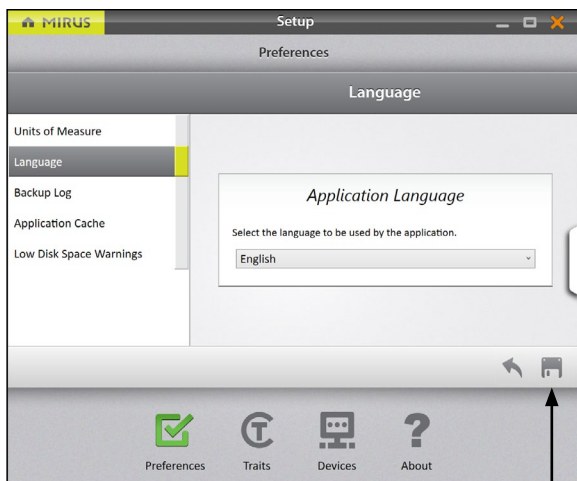 MIRUS
Setup
Preferences
Language
Units of Measure
Language
Backup Log
Application Cache
Low Disk Space Warnings
Application Language
Select the language to be used by the application.
English
Preferences
Traits
Devices
About